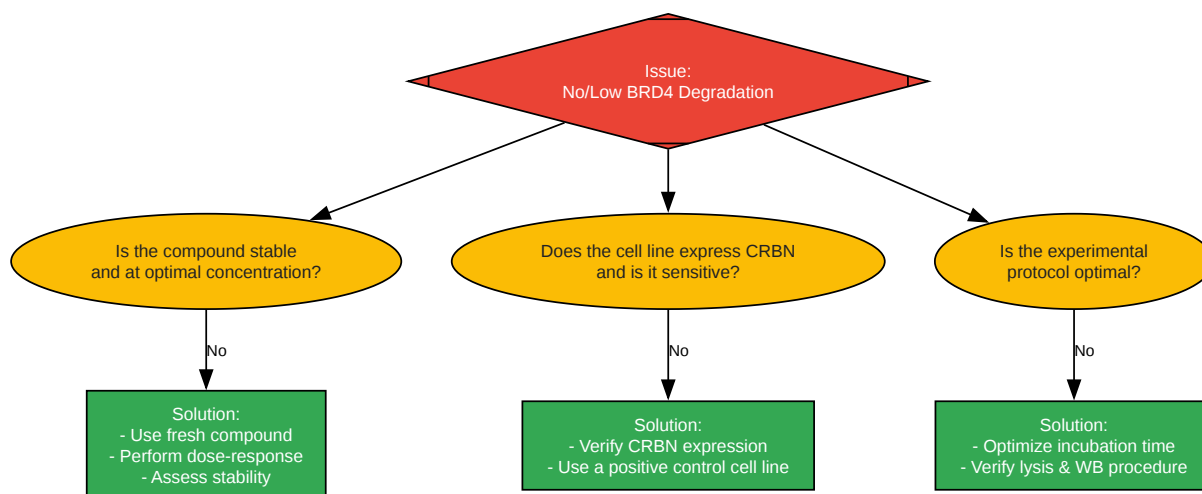 Issue:
No/Low BRD4 Degradation
Is the compound stable
and at optimal concentration?
Does the cell line express CRBN
and is it sensitive?
Is the experimental
protocol optimal?
No
No
No
Solution:
- Use fresh compound
- Perform dose-response
- Assess stability
Solution:
- Verify CRBN expression
- Use a positive control cell line
Solution:
- Optimize incubation time
- Verify lysis & WB procedure